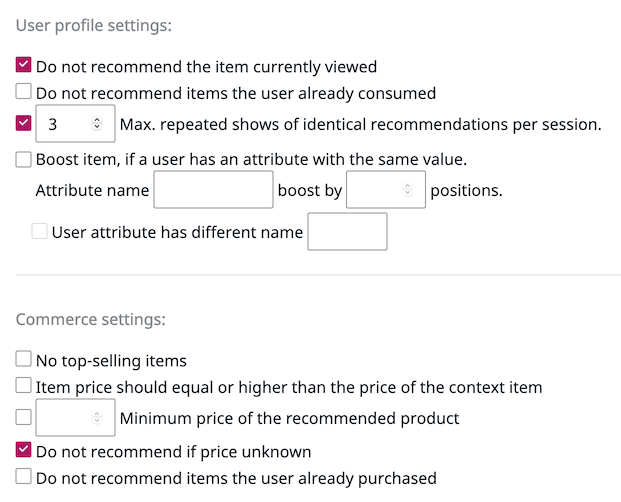 User profile settings:
Do not recommend the item currently viewed
Do not recommend items the user already consumed
3 Max. repeated shows of identical recommendations per session.
Boost item, if a user has an attribute with the same value.
Attribute name boost by positions.
User attribute has different name
Commerce settings:
No top-selling items
Item price should equal or higher than the price of the context item
Minimum price of the recommended product
Do not recommend if price unknown
Do not recommend items the user already purchased